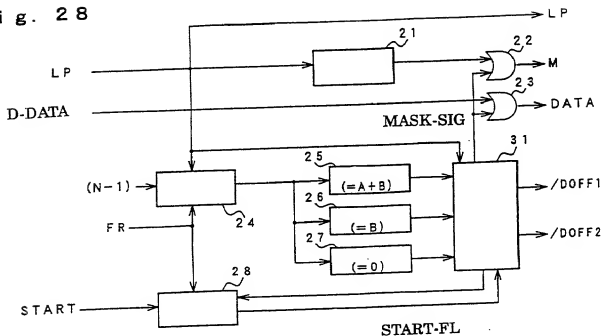 ig. 28
LP
21
LP
22
M
23
D-DATA
DATA
MASK-SIG
31
25
(N-1)
(=A+B)
/DOFF1
24
26
(=B)
FR
27
/DOFF2
(=0)
28
START
START-FL